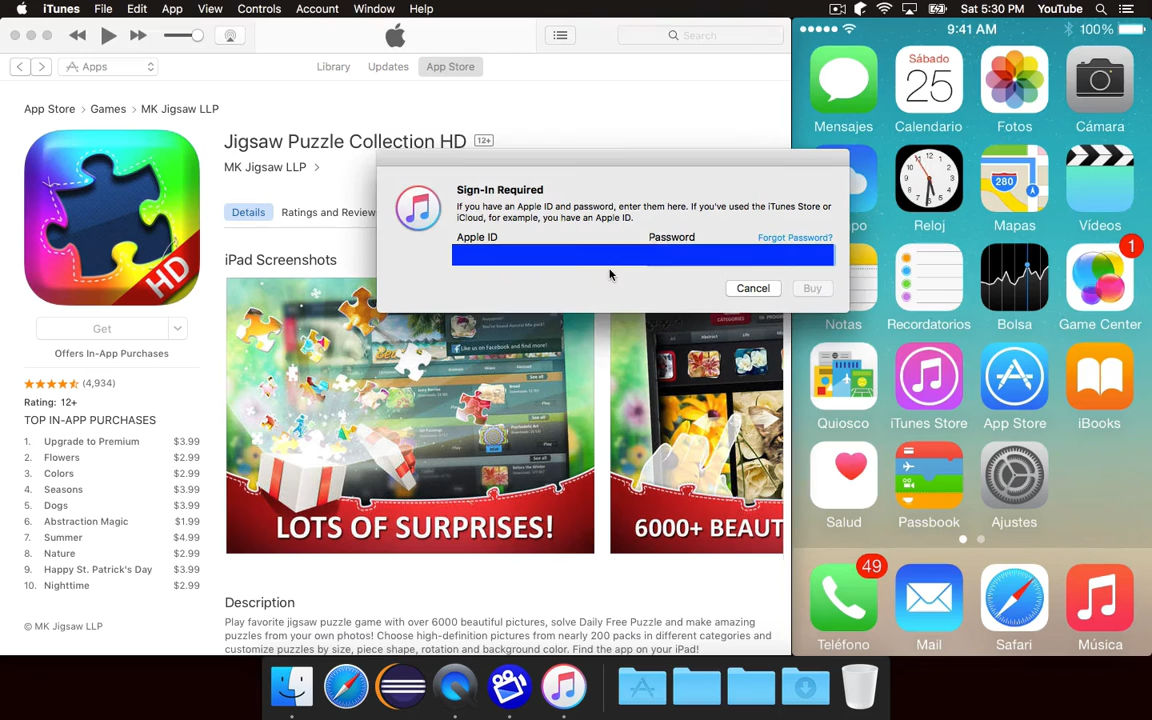 iTunes File Edit App View Controls Account Window Help
Sat 5:30 PM YouTube
Search
Apps
Library Updates App Store
App Store > Games > MK Jigsaw LLP
HD
Get
Offers In-App Purchases
(4,934)
Rating: 12+
TOP IN-APP PURCHASES
1. Upgrade to Premium $3.99
2. Flowers $2.99
3. Colors $2.99
4. Seasons $3.99
5. Dogs $3.99
6. Abstraction Magic $1.99
7. Summer $4.99
8. Nature $2.99
9. Happy St. Patrick's Day $3.99
10. Nighttime $2.99
© MK Jigsaw LLP
Jigsaw Puzzle Collection HD 12+
MK Jigsaw LLP >
Details Ratings and Review
iPad Screenshots
Like us on Facebook and find more!
See all
LOTS OF SURPRISES!
6000+ BEAUT
Description
Play favorite jigsaw puzzle game with over 6000 beautiful pictures, solve Daily Free Puzzle and make amazing
puzzles from your own photos! Choose high-definition pictures from nearly 200 packs in different categories and
customize puzzles by size, piece shape, rotation and background color. Find the app on your iPad!
Sign-In Required
If you have an Apple ID and password, enter them here. If you've used the iTunes Store or
iCloud, for example, you have an Apple ID.
Apple ID Password Forgot Password?
Cancel Buy
9:41 AM 100%
Sábado
25
Mensajes Calendario Fotos Cámara
280
po Reloj Mapas Vídeos
1
Notas Recordatorios Bolsa Game Center
Quiosco iTunes Store App Store iBooks
Salud Passbook Ajustes
49
Teléfono Mail Safari Música